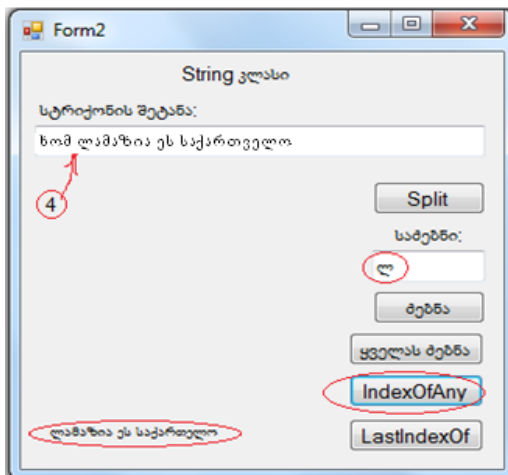 Form2
String კლასი
სტრიქონის შეტანა:
ხომ ლამაზია ეს საქართველო
4
Split
საძებნი:
ლ
ძებნა
ყველას ძებნა
IndexOfAny
ლამაზია ეს საქართელო
LastIndexOf